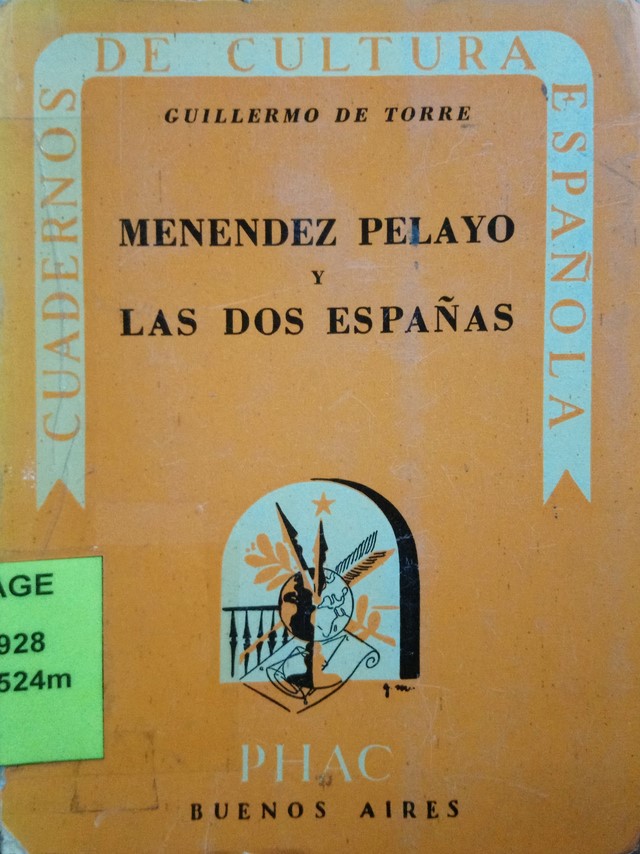 CUADERNOS DE CULTURA ESPAÑOLA
GUILLERMO DE TORRE
MENENDEZ PELAYO
Y
LAS DOS ESPAÑAS
g.m.
AGE
928
524m
PHAC
BUENOS AIRES